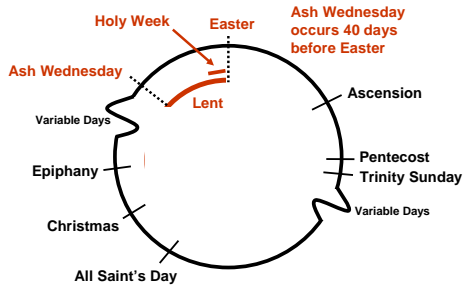 Holy Week
Easter
Ash Wednesday
occurs 40 days
before Easter
Ash Wednesday
Lent
Ascension
Variable Days
Pentecost
Epiphany
Trinity Sunday
Variable Days
Christmas
All Saint's Day